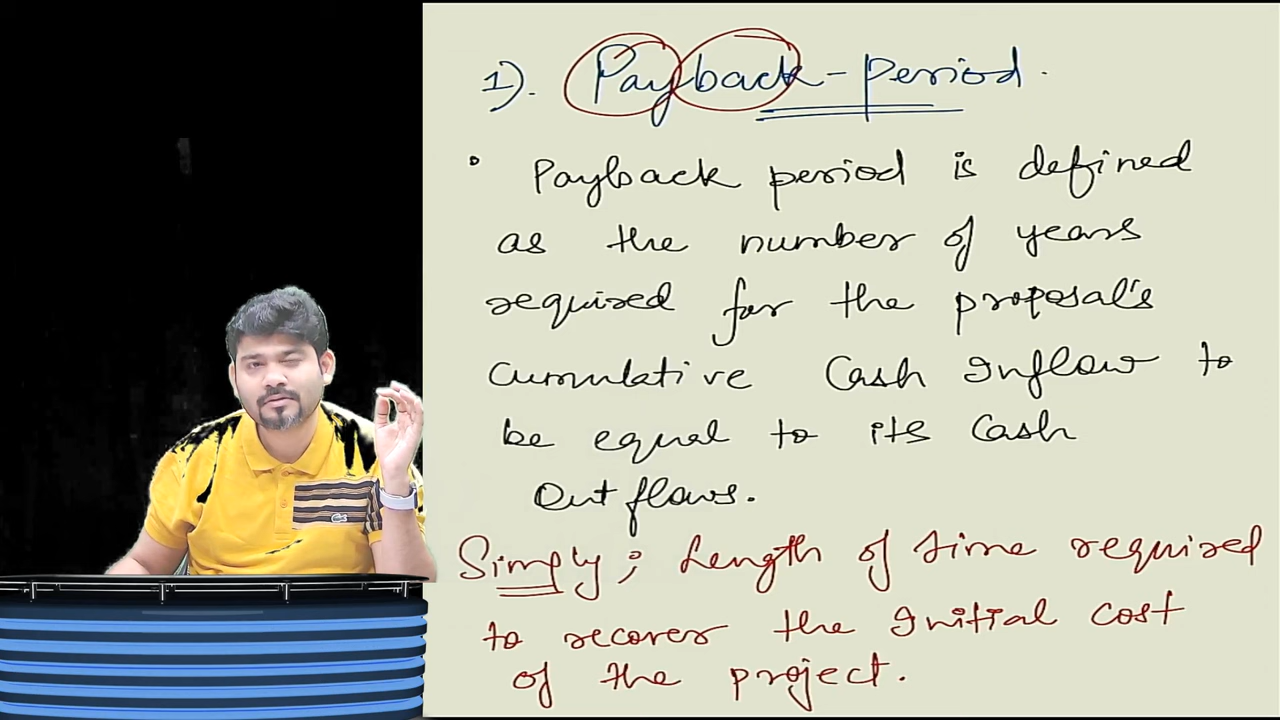 1). Payback-period.
• Payback period is defined
as the number of years
required for the proposal's
cumulative Cash Inflow to
be equal to its Cash
Outflows.
Simply; Length of time required
to recover the Initial cost
of the project.